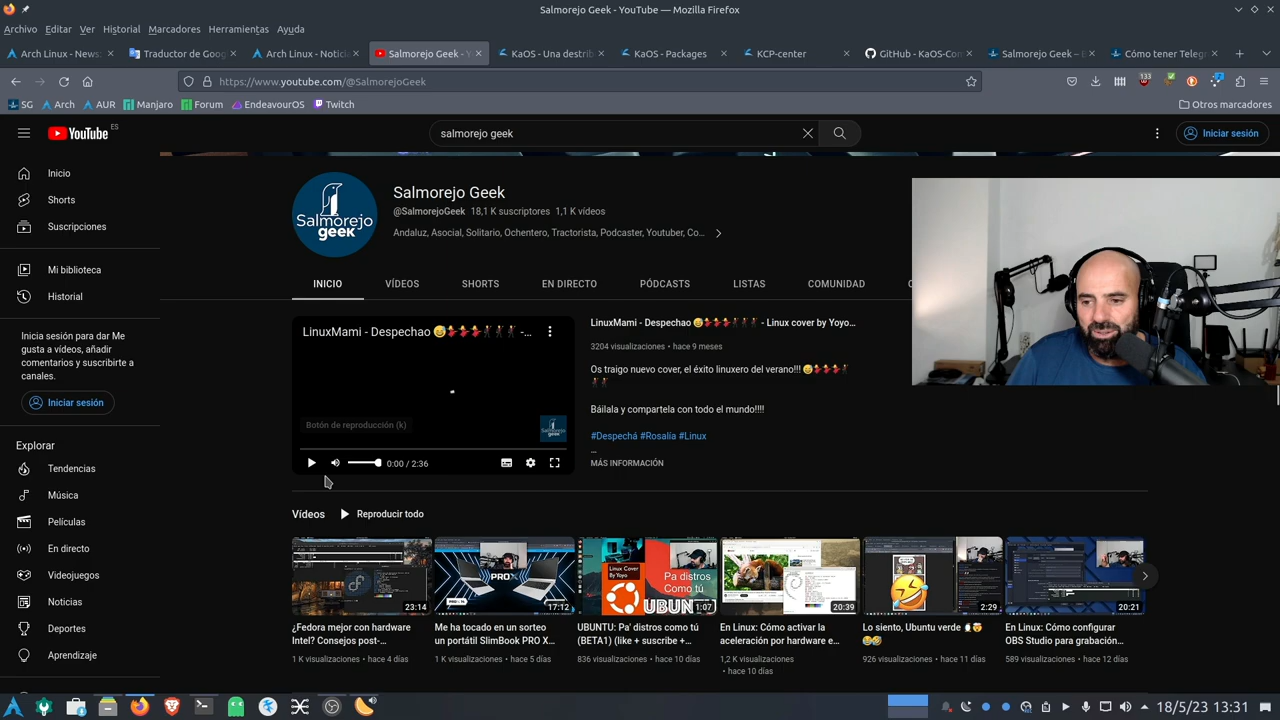 Salmorejo Geek - YouTube — Mozilla Firefox
Archivo Editar Ver Historial Marcadores Herramientas Ayuda
Arch Linux - News:
Traductor de Goog
Arch Linux - Notici
Salmorejo Geek - Y
KaOS - Una distrib
KaOS - Packages
KCP-center
GitHub - KaOS-Com
Salmorejo Geek – E
Cómo tener Telegr
https://www.youtube.com/@SalmorejoGeek
133
SG Arch AUR Manjaro Forum EndeavourOS Twitch Otros marcadores
YouTube ES
salmorejo geek
Iniciar sesión
Inicio
Shorts
Suscripciones
Mi biblioteca
Historial
Inicia sesión para dar Me
gusta a vídeos, añadir
comentarios y suscribirte a
canales.
Iniciar sesión
Explorar
Tendencias
Música
Películas
En directo
Videojuegos
Noticias
Deportes
Aprendizaje
Salmorejo
geek
Salmorejo Geek
@SalmorejoGeek 18,1 K suscriptores 1,1 K vídeos
Andaluz, Asocial, Solitario, Ochentero, Tractorista, Podcaster, Youtuber, Co...
INICIO VÍDEOS SHORTS EN DIRECTO PÓDCASTS LISTAS COMUNIDAD
LinuxMami - Despechao 😅💃💃💃🕺🕺🕺 -...
Botón de reproducción (k)
0:00 / 2:36
LinuxMami - Despechao 😅💃💃💃🕺🕺🕺 - Linux cover by Yoyo...
3204 visualizaciones • hace 9 meses
Os traigo nuevo cover, el éxito linuxero del verano!!! 😅💃💃💃🕺
🕺🕺
Báilala y compartela con todo el mundo!!!!
#Despechá #Rosalía #Linux
...
MÁS INFORMACIÓN
Vídeos Reproducir todo
23:14
¿Fedora mejor con hardware
Intel? Consejos post-...
1 K visualizaciones • hace 4 días
PRO
17:12
Me ha tocado en un sorteo
un portátil SlimBook PRO X...
1 K visualizaciones • hace 5 días
Linux Cover
By Yoyo
Pa distros
Como tú
UBUN
1:07
UBUNTU: Pa' distros como tú
(BETA1) (like + suscribe +...
836 visualizaciones • hace 10 días
20:39
En Linux: Cómo activar la
aceleración por hardware e...
1,2 K visualizaciones
• hace 10 días
2:29
Lo siento, Ubuntu verde
926 visualizaciones • hace 11 días
20:21
En Linux: Cómo configurar
OBS Studio para grabación...
589 visualizaciones • hace 12 días
18/5/23 13:31